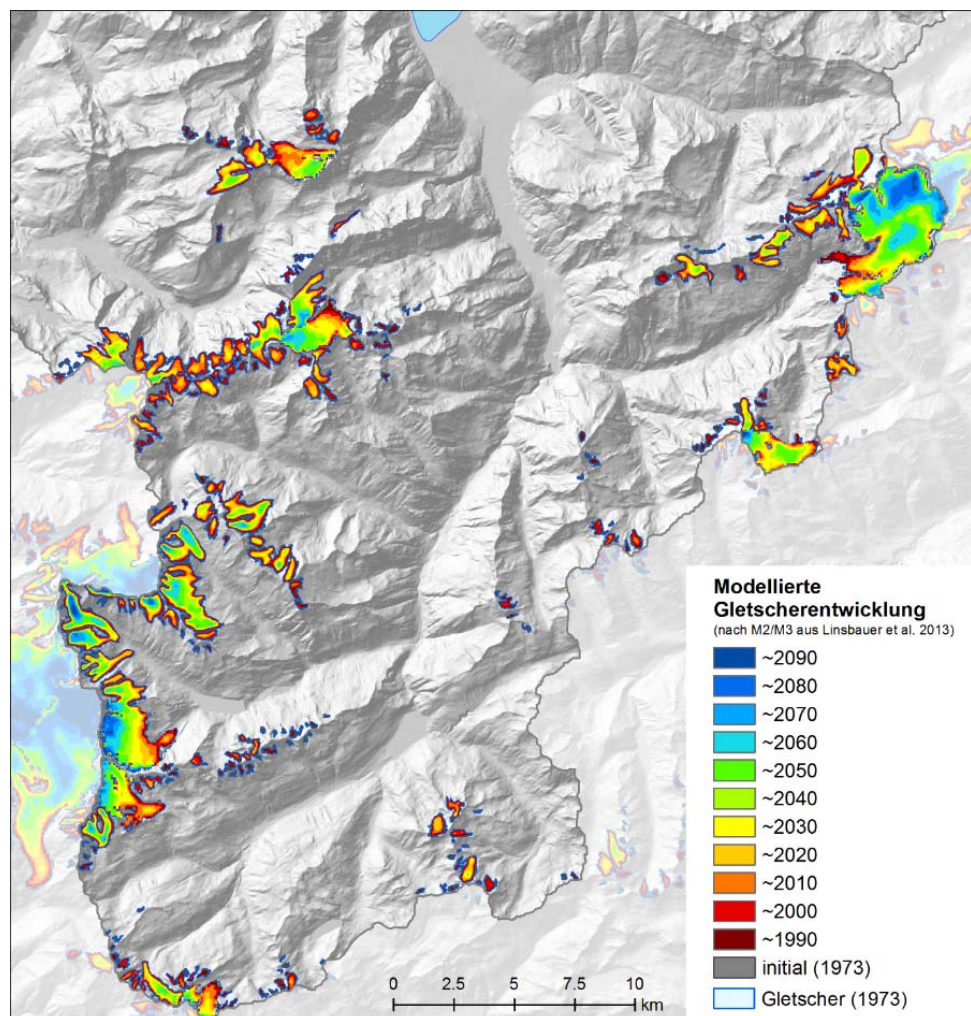 Modellierte
Gletscherentwicklung
(nach M2/M3 aus Linsbauer et al. 2013)
~2090
~2080
~2070
~2060
~2050
~2040
~2030
~2020
~2010
~2000
~1990
initial (1973)
Gletscher (1973)
0 2.5 5 7.5 10
km